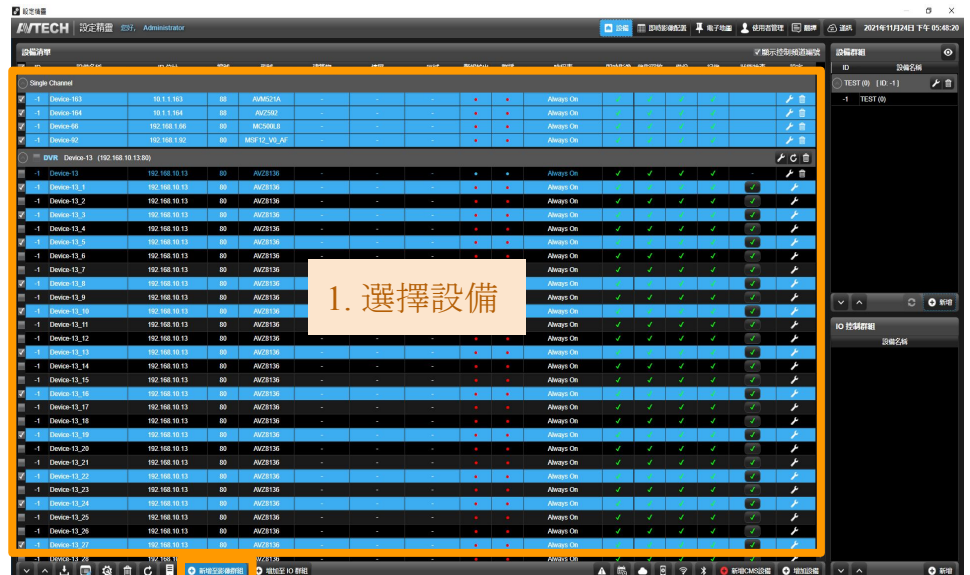 設定精靈
AVTECH 設定精靈 您好, Administrator 設備 即時影像配置 電子地圖 使用者管理 翻牌 通訊 2021年11月24日 下午 05:48:20
設備清單 顯示控制頻道編號
Single Channel
-1 Device-163 10.1.1.163 88 AVM521A - - - Always On
-1 Device-164 10.1.1.164 88 AVZ592 - - - Always On
-1 Device-66 192.168.1.66 80 MC500L8 - - - Always On
-1 Device-92 192.168.1.92 80 MSF12_V0_AF - - - Always On
DVR Device-13 (192.168.10.13:80)
-1 Device-13 192.168.10.13 80 AVZ8136 - - - Always On -
-1 Device-13_1 192.168.10.13 80 AVZ8136 - - - Always On
-1 Device-13_2 192.168.10.13 80 AVZ8136 - - - Always On
-1 Device-13_3 192.168.10.13 80 AVZ8136 - - - Always On
-1 Device-13_4 192.168.10.13 80 AVZ8136 - - - Always On
-1 Device-13_5 192.168.10.13 80 AVZ8136 - - - Always On
-1 Device-13_6 192.168.10.13 80 AVZ8136 - - - Always On
-1 Device-13_7 192.168.10.13 80 AVZ8136 - - - Always On
-1 Device-13_8 192.168.10.13 80 AVZ8136 Always On
-1 Device-13_9 192.168.10.13 80 AVZ8136 Always On
-1 Device-13_10 192.168.10.13 80 AVZ8136 Always On
-1 Device-13_11 192.168.10.13 80 AVZ8136 Always On
-1 Device-13_12 192.168.10.13 80 AVZ8136 - - - Always On
-1 Device-13_13 192.168.10.13 80 AVZ8136 - - - Always On
-1 Device-13_14 192.168.10.13 80 AVZ8136 - - - Always On
-1 Device-13_15 192.168.10.13 80 AVZ8136 - - - Always On
-1 Device-13_16 192.168.10.13 80 AVZ8136 - - - Always On
-1 Device-13_17 192.168.10.13 80 AVZ8136 - - - Always On
-1 Device-13_18 192.168.10.13 80 AVZ8136 - - - Always On
-1 Device-13_19 192.168.10.13 80 AVZ8136 - - - Always On
-1 Device-13_20 192.168.10.13 80 AVZ8136 - - - Always On
-1 Device-13_21 192.168.10.13 80 AVZ8136 - - - Always On
-1 Device-13_22 192.168.10.13 80 AVZ8136 - - - Always On
-1 Device-13_23 192.168.10.13 80 AVZ8136 - - - Always On
-1 Device-13_24 192.168.10.13 80 AVZ8136 - - - Always On
-1 Device-13_25 192.168.10.13 80 AVZ8136 - - - Always On
-1 Device-13_26 192.168.10.13 80 AVZ8136 - - - Always On
-1 Device-13_27 192.168.10.13 80 AVZ8136 - - - Always On
1. 選擇設備
新增至影像群組 增加至 IO 群組 新增CMS設備 增加設備
設備群組
ID 設備名稱
TEST (0) [ ID: -1 ]
-1 TEST (0)
新增
IO 控制群組
設備名稱
新增